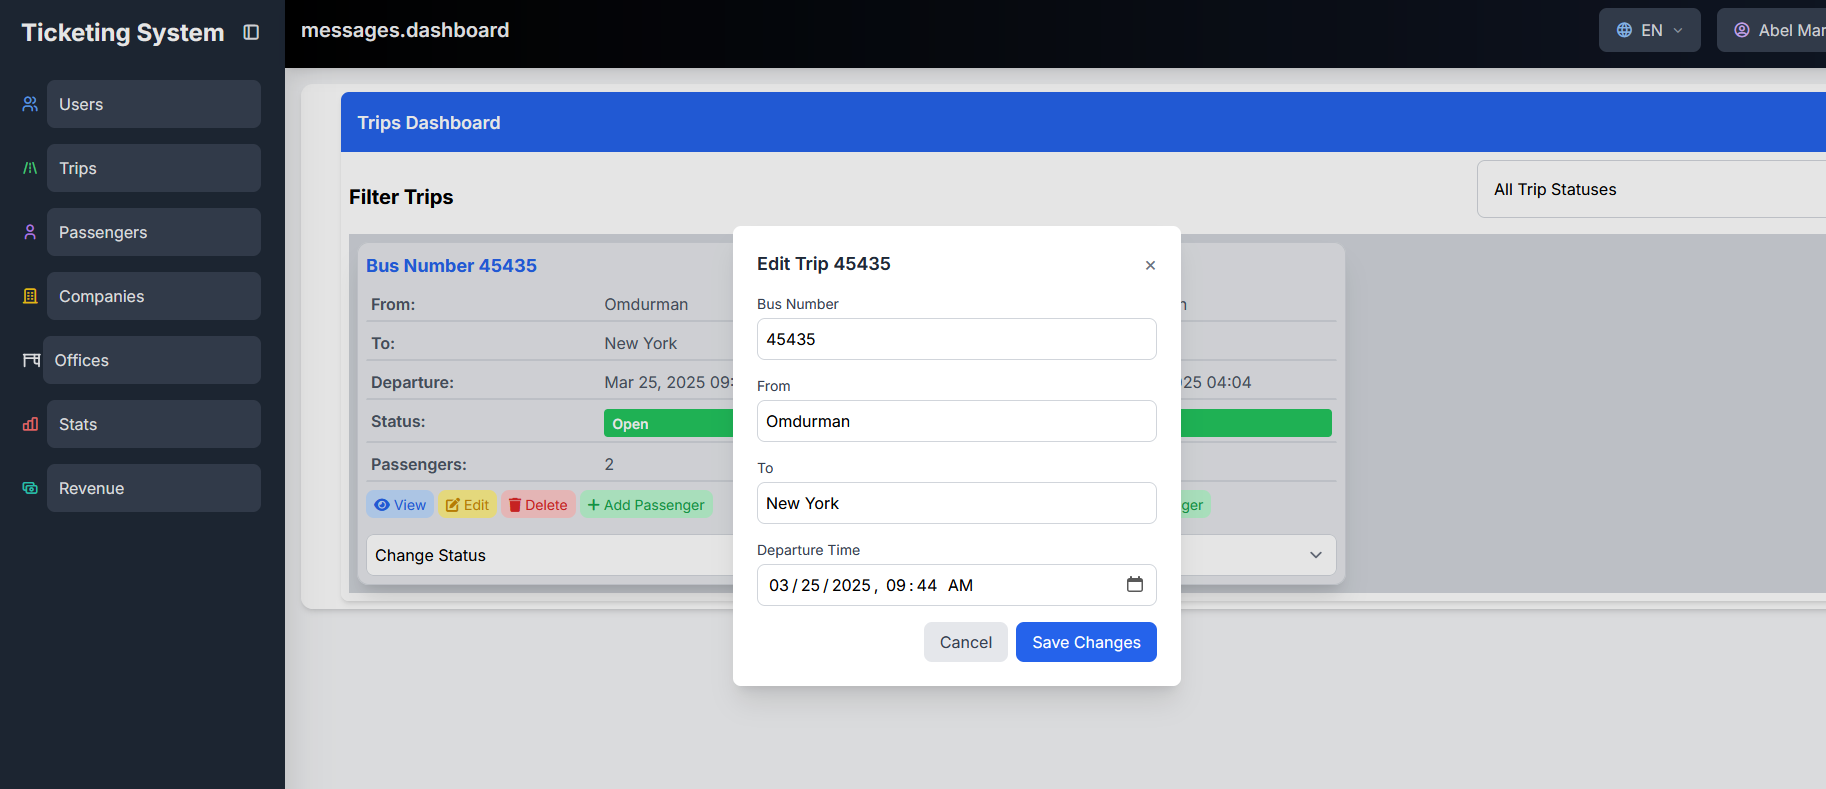 Ticketing System
messages.dashboard
EN
Abel Mar
Users
Trips
Passengers
Companies
Offices
Stats
Revenue
Trips Dashboard
Filter Trips
All Trip Statuses
Bus Number 45435
From: Omdurman
To: New York
Departure: Mar 25, 2025 09:
Status: Open
Passengers: 2
View Edit Delete Add Passenger
Change Status
Edit Trip 45435
Bus Number
45435
From
Omdurman
To
New York
Departure Time
03/25/2025, 09:44 AM
Cancel
Save Changes
n
25 04:04
ger